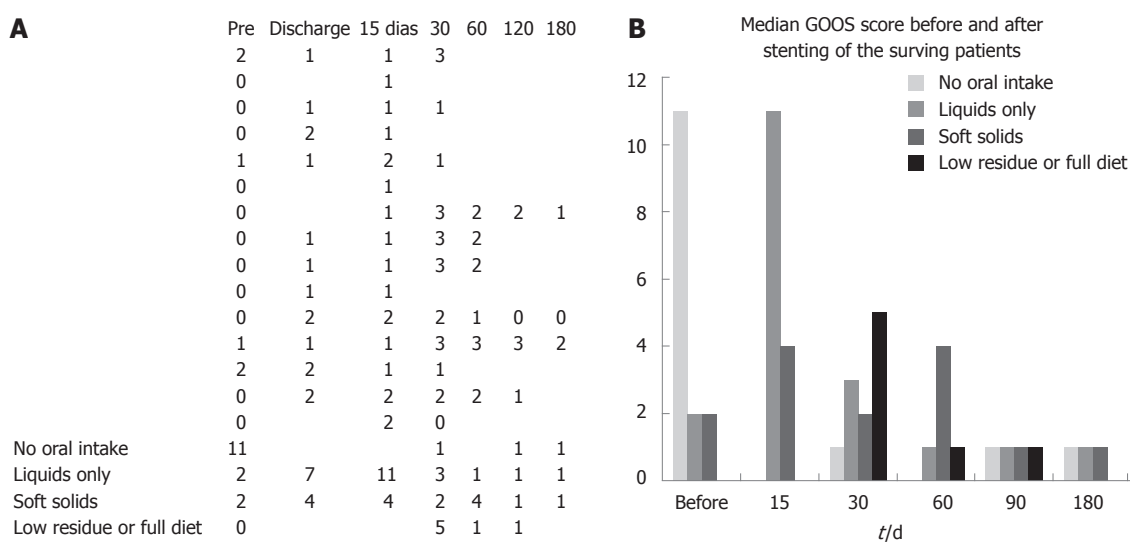 A
Pre Discharge 15 dias 30 60 120 180
2 1 1 3
0 1
0 1 1 1
0 2 1
1 1 2 1
0 1
0 1 3 2 2 1
0 1 1 3 2
0 1 1 3 2
0 1 1
0 2 2 2 1 0 0
1 1 1 3 3 3 2
2 2 1 1
0 2 2 2 2 1
0 2 0
No oral intake 11 1 1 1
Liquids only 2 7 11 3 1 1 1
Soft solids 2 4 4 2 4 1 1
Low residue or full diet 0 5 1 1
B
Median GOOS score before and after
stenting of the surving patients
No oral intake
Liquids only
Soft solids
Low residue or full diet
12
10
8
6
4
2
0
Before 15 30 60 90 180
t/d